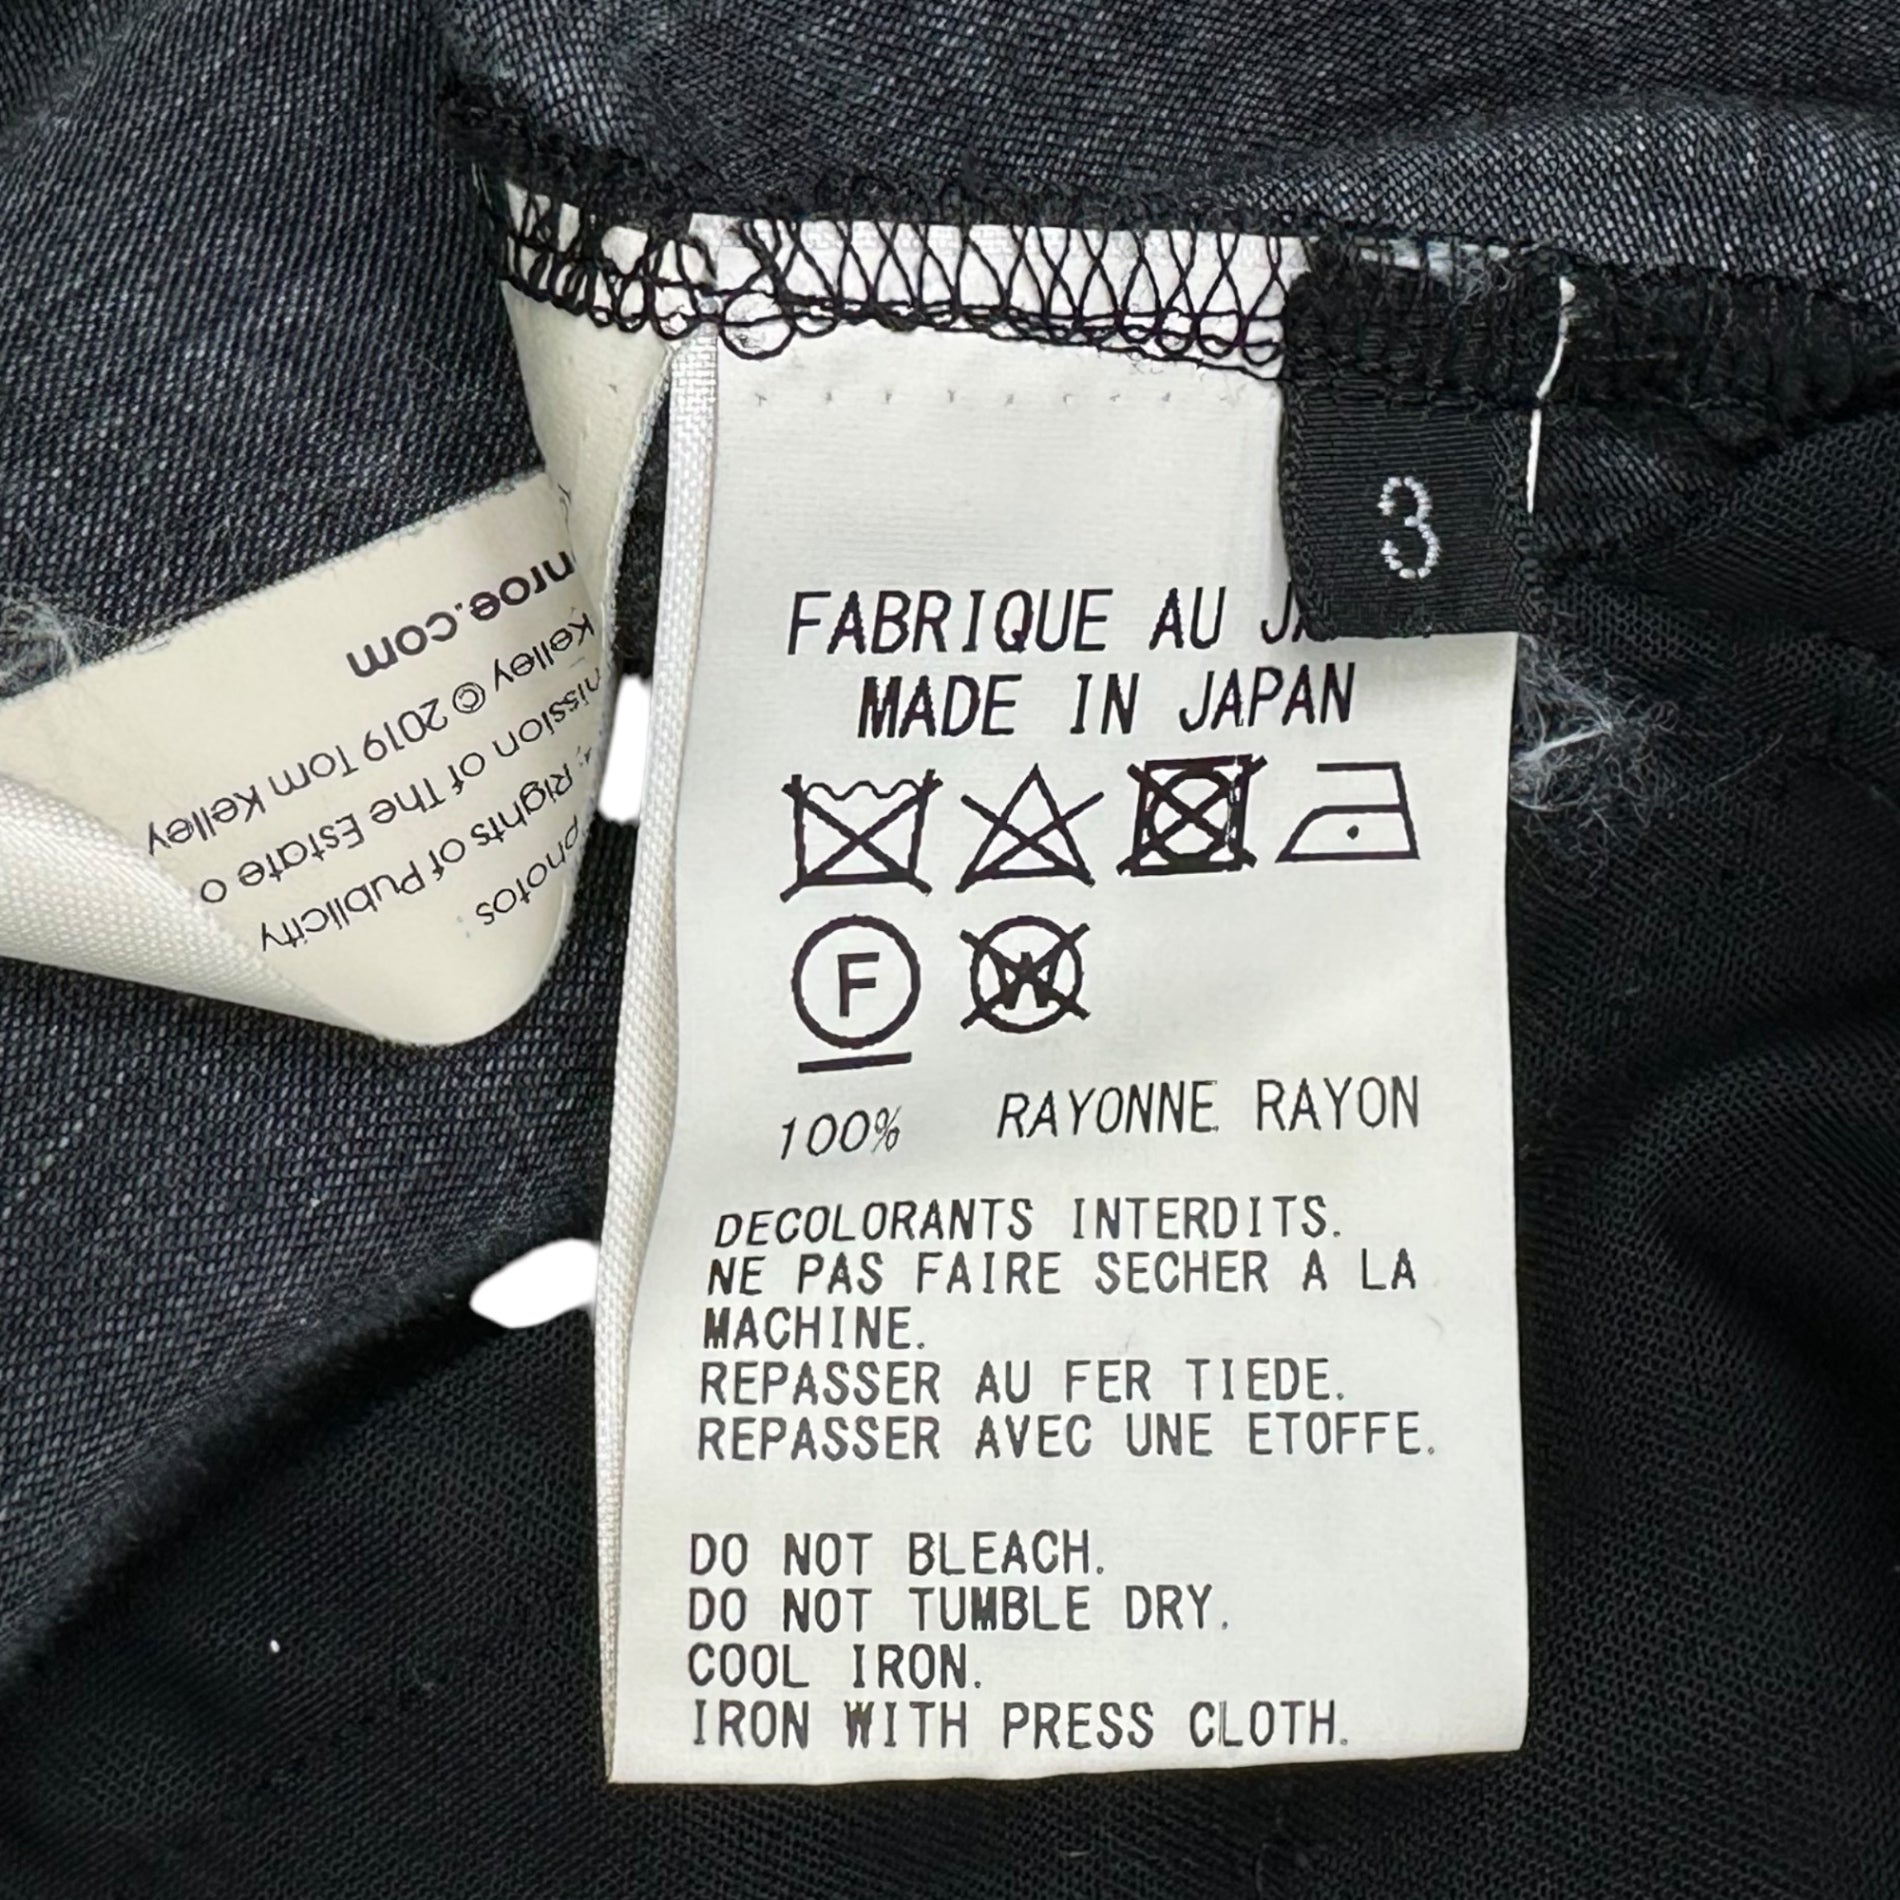 3
FABRIQUE AU
MADE IN JAPAN
F
W
100% RAYONNE RAYON
DECOLORANTS INTERDITS.
NE PAS FAIRE SECHER A LA
MACHINE.
REPASSER AU FER TIEDE.
REPASSER AVEC UNE ETOFFE.
DO NOT BLEACH.
DO NOT TUMBLE DRY.
COOL IRON.
IRON WITH PRESS CLOTH.
photos
Rights of Publicity
mission of The Estate o
Kelley © 2019 Tom Kelley
nroe.com